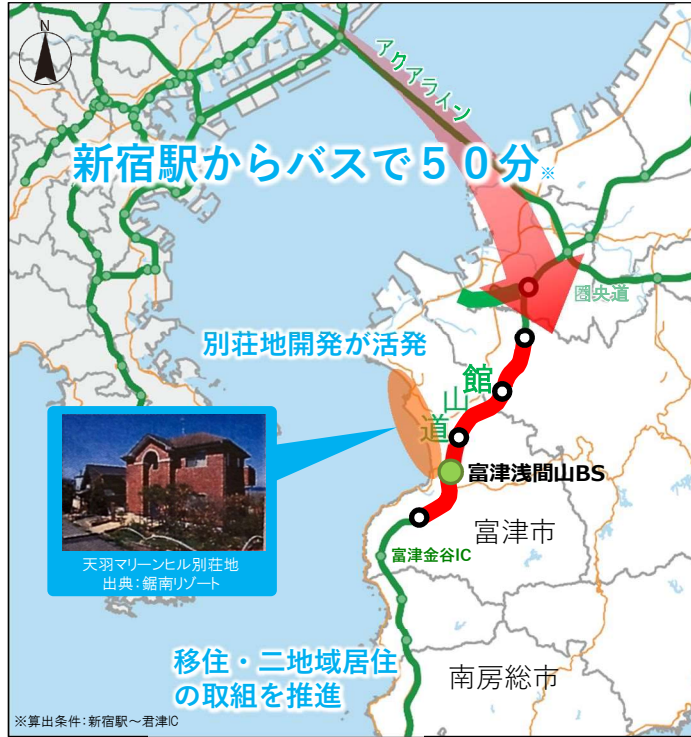 N
アクアライン
新宿駅からバスで５０分※
圏央道
別荘地開発が活発
館山道
富津浅間山BS
天羽マリーンヒル別荘地
出典：鋸南リゾート
富津市
富津金谷IC
移住・二地域居住
の取組を推進
南房総市
※算出条件：新宿駅～君津IC